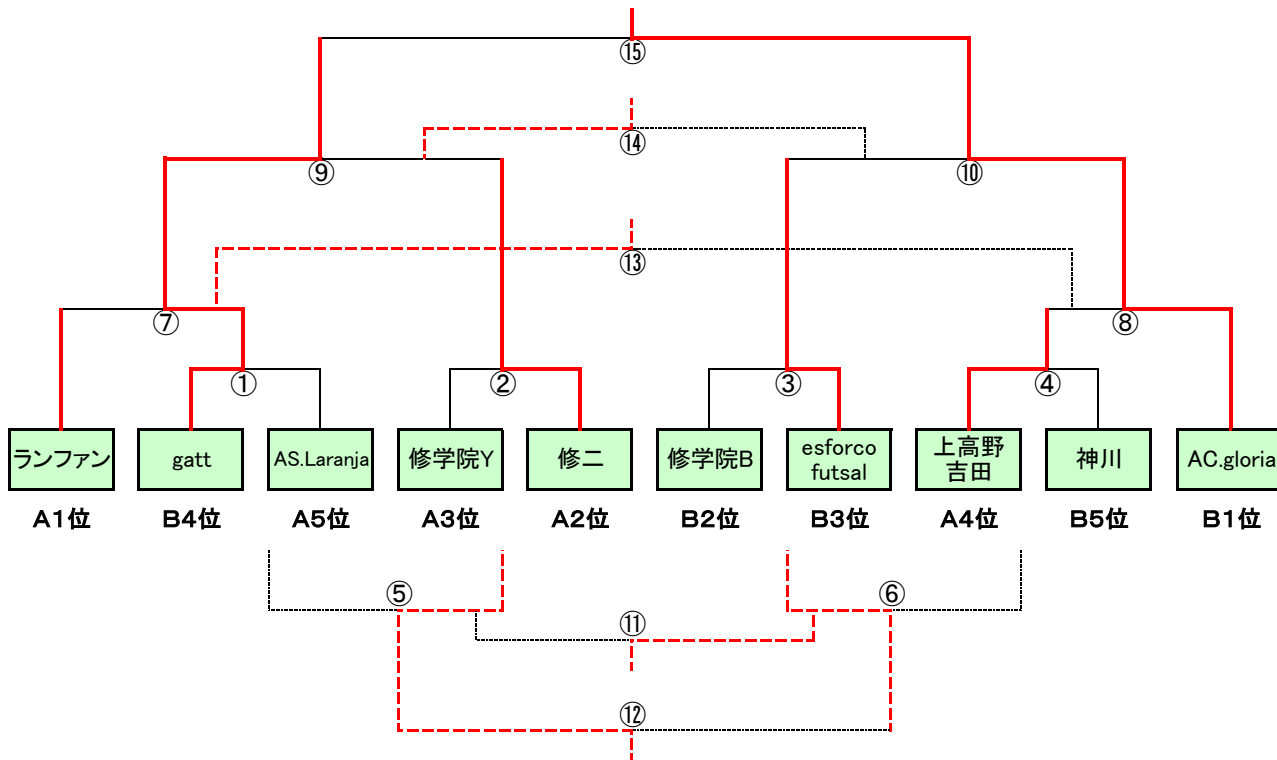 ⑮
⑭
⑨
⑩
⑬
⑦
⑧
①
②
③
④
ランファン
gatt
AS.Laranja
修学院Y
修二
修学院B
esforco
futsal
上高野
吉田
神川
AC.gloria
A1位
B4位
A5位
A3位
A2位
B2位
B3位
A4位
B5位
B1位
⑤
⑥
⑪
⑫